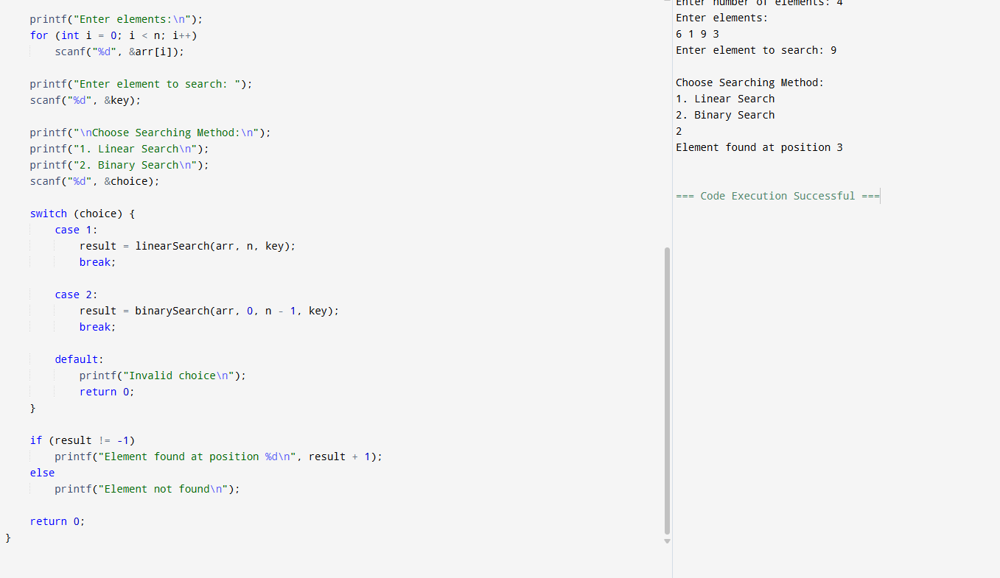 printf("Enter elements:\n");
for (int i = 0; i < n; i++)
scanf("%d", &arr[i]);
printf("Enter element to search: ");
scanf("%d", &key);
printf("\nChoose Searching Method:\n");
printf("1. Linear Search\n");
printf("2. Binary Search\n");
scanf("%d", &choice);
switch (choice) {
case 1:
result = linearSearch(arr, n, key);
break;
case 2:
result = binarySearch(arr, 0, n - 1, key);
break;
default:
printf("Invalid choice\n");
return 0;
}
if (result != -1)
printf("Element found at position %d\n", result + 1);
else
printf("Element not found\n");
return 0;
}
Enter number of elements: 4
Enter elements:
6 1 9 3
Enter element to search: 9
Choose Searching Method:
1. Linear Search
2. Binary Search
2
Element found at position 3
=== Code Execution Successful ===